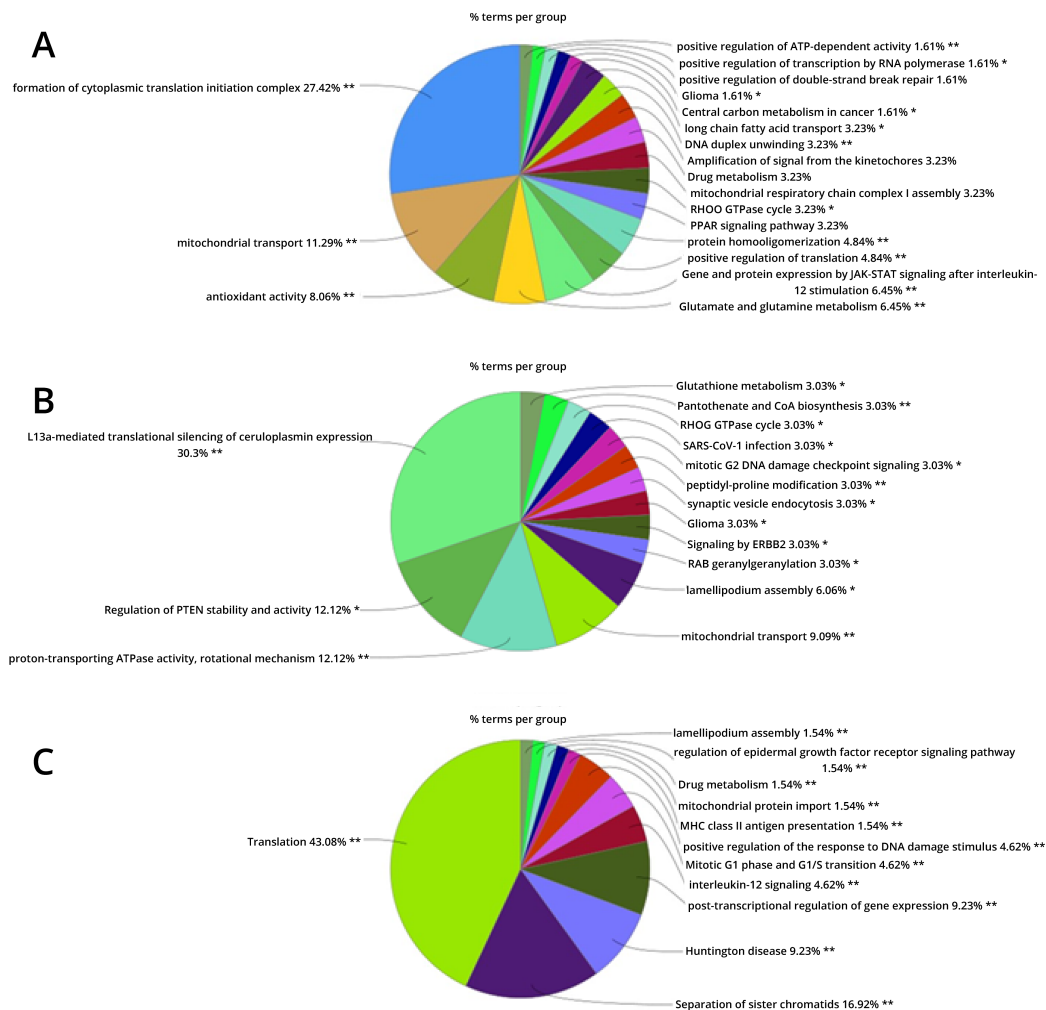 % terms per group
A
positive regulation of ATP-dependent activity 1.61% **
positive regulation of transcription by RNA polymerase 1.61% *
positive regulation of double-strand break repair 1.61%
Glioma 1.61% *
Central carbon metabolism in cancer 1.61% *
long chain fatty acid transport 3.23% *
DNA duplex unwinding 3.23% **
Amplification of signal from the kinetochores 3.23%
Drug metabolism 3.23%
mitochondrial respiratory chain complex I assembly 3.23%
RHOO GTPase cycle 3.23% *
PPAR signaling pathway 3.23%
protein homooligomerization 4.84% **
positive regulation of translation 4.84% **
Gene and protein expression by JAK-STAT signaling after interleukin-
12 stimulation 6.45% **
Glutamate and glutamine metabolism 6.45% **
formation of cytoplasmic translation initiation complex 27.42% **
mitochondrial transport 11.29% **
antioxidant activity 8.06% **
% terms per group
B
Glutathione metabolism 3.03% *
Pantothenate and CoA biosynthesis 3.03% **
RHOG GTPase cycle 3.03% *
SARS-CoV-1 infection 3.03% *
mitotic G2 DNA damage checkpoint signaling 3.03% *
peptidyl-proline modification 3.03% **
synaptic vesicle endocytosis 3.03% *
Glioma 3.03% *
Signaling by ERBB2 3.03% *
RAB geranylgeranylation 3.03% *
lamellipodium assembly 6.06% *
mitochondrial transport 9.09% **
L13a-mediated translational silencing of ceruloplasmin expression
30.3% **
Regulation of PTEN stability and activity 12.12% *
proton-transporting ATPase activity, rotational mechanism 12.12% **
% terms per group
C
lamellipodium assembly 1.54% **
regulation of epidermal growth factor receptor signaling pathway
1.54% **
Drug metabolism 1.54% **
mitochondrial protein import 1.54% **
MHC class II antigen presentation 1.54% **
positive regulation of the response to DNA damage stimulus 4.62% **
Mitotic G1 phase and G1/S transition 4.62% **
interleukin-12 signaling 4.62% **
post-transcriptional regulation of gene expression 9.23% **
Huntington disease 9.23% **
Separation of sister chromatids 16.92% **
Translation 43.08% **